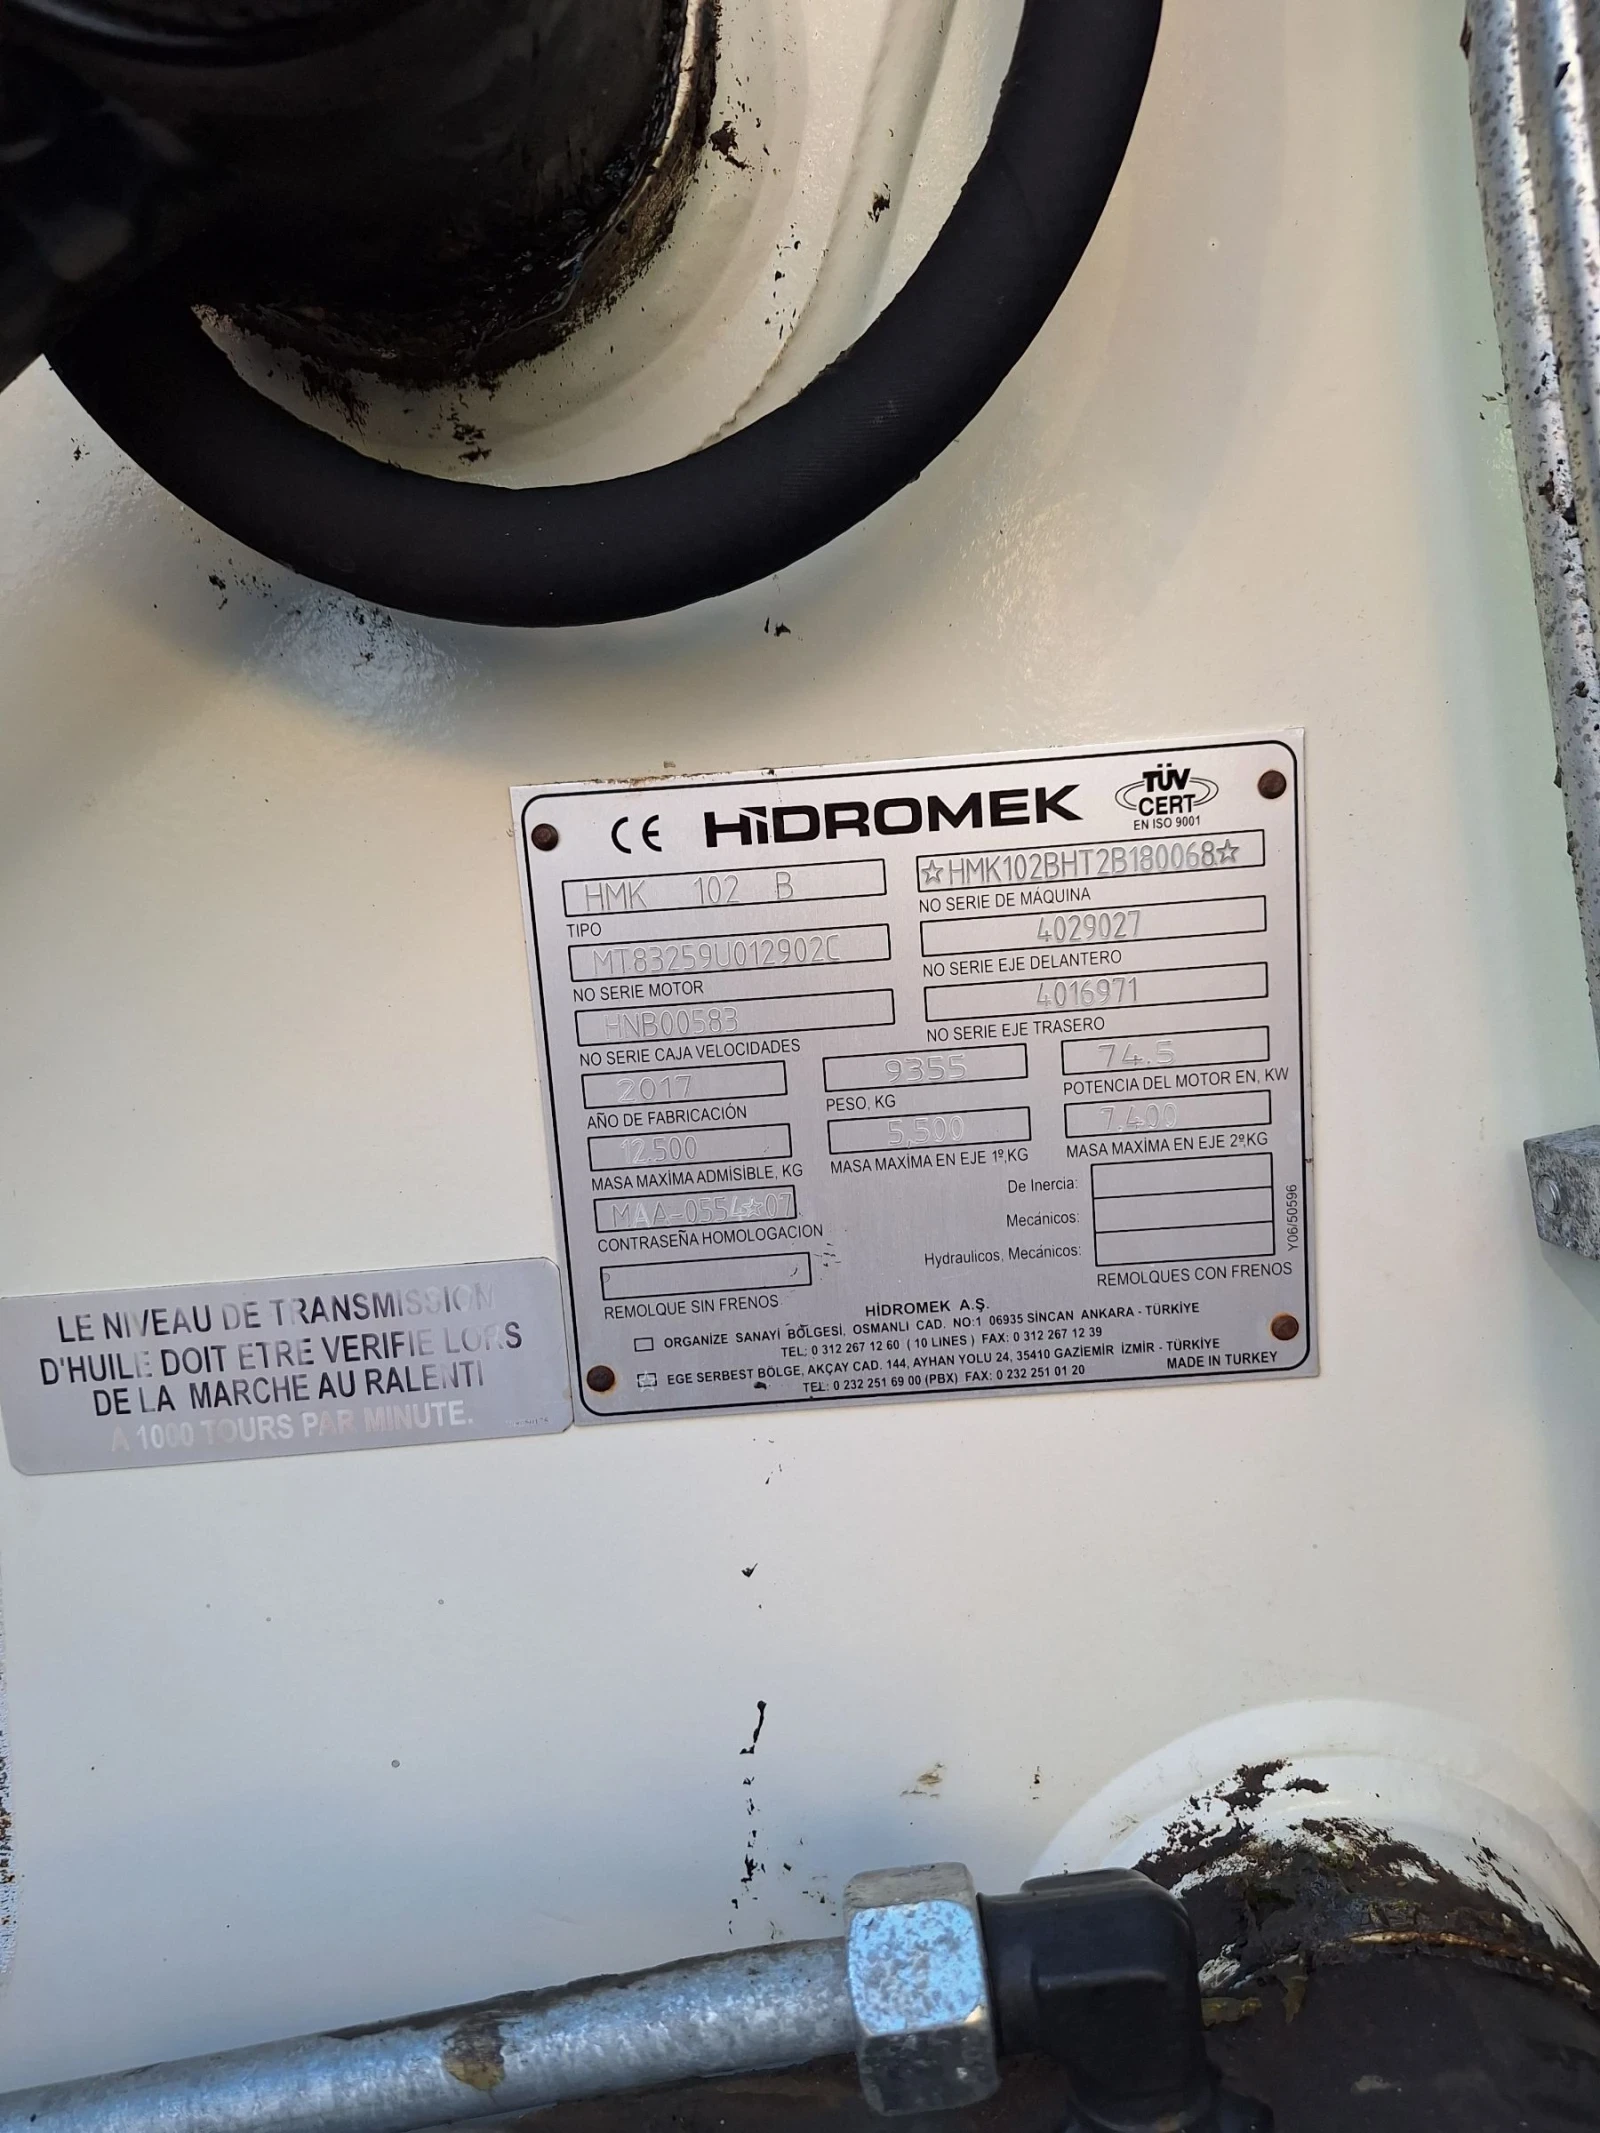 CE HİDROMEK TÜV CERT EN ISO 9001
HMK 102 B
TIPO
☆HMK102BHT2B180068☆
NO SERIE DE MÁQUINA
MT83259U012902C
NO SERIE MOTOR
4029027
NO SERIE EJE DELANTERO
HNB00583
NO SERIE CAJA VELOCIDADES
4016971
NO SERIE EJE TRASERO
2017
AÑO DE FABRICACIÓN
9355
PESO, KG
74.5
POTENCIA DEL MOTOR EN, KW
12.500
MASA MAXÍMA ADMÍSIBLE, KG
5,500
MASA MAXÍMA EN EJE 1º,KG
7.400
MASA MAXÍMA EN EJE 2º,KG
MAA-0554☆07
CONTRASEÑA HOMOLOGACION
REMOLQUE SIN FRENOS
De Inercia:
Mecánicos:
Hydraulicos, Mecánicos:
REMOLQUES CON FRENOS
Y06/50596
HİDROMEK A.Ş.
ORGANİZE SANAYİ BÖLGESİ, OSMANLI CAD. NO:1 06935 SİNCAN ANKARA - TÜRKİYE
TEL: 0 312 267 12 60 ( 10 LINES ) FAX: 0 312 267 12 39
EGE SERBEST BÖLGE, AKÇAY CAD. 144, AYHAN YOLU 24, 35410 GAZİEMİR İZMİR - TÜRKİYE
TEL: 0 232 251 69 00 (PBX) FAX: 0 232 251 01 20
MADE IN TURKEY
LE NIVEAU DE TRANSMISSION
D'HUILE DOIT ETRE VERIFIE LORS
DE LA MARCHE AU RALENTI
A 1000 TOURS PAR MINUTE.